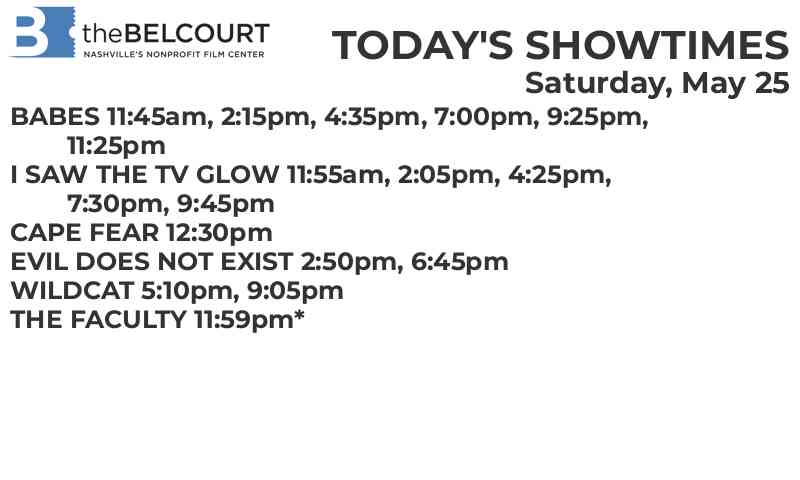 B theBELCOURT
NASHVILLE'S NONPROFIT FILM CENTER
TODAY'S SHOWTIMES
Saturday, May 25
BABES 11:45am, 2:15pm, 4:35pm, 7:00pm, 9:25pm,
11:25pm
I SAW THE TV GLOW 11:55am, 2:05pm, 4:25pm,
7:30pm, 9:45pm
CAPE FEAR 12:30pm
EVIL DOES NOT EXIST 2:50pm, 6:45pm
WILDCAT 5:10pm, 9:05pm
THE FACULTY 11:59pm*